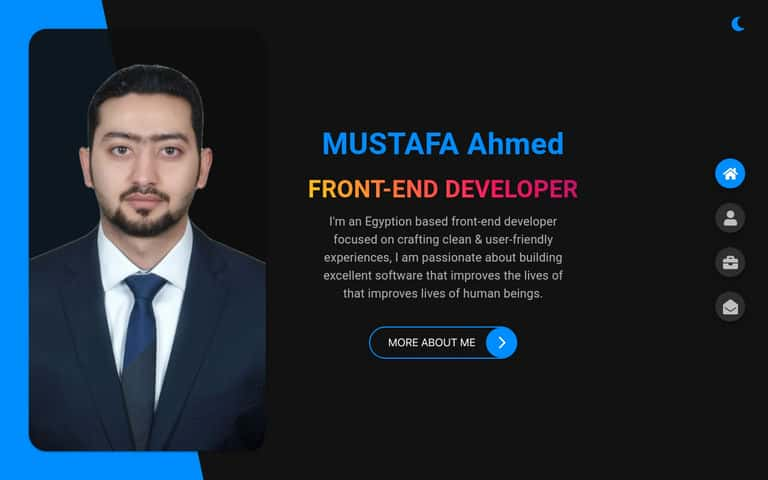 MUSTAFA Ahmed
FRONT-END DEVELOPER
I'm an Egyption based front-end developer
focused on crafting clean & user-friendly
experiences, I am passionate about building
excellent software that improves the lives of
that improves lives of human beings.
MORE ABOUT ME